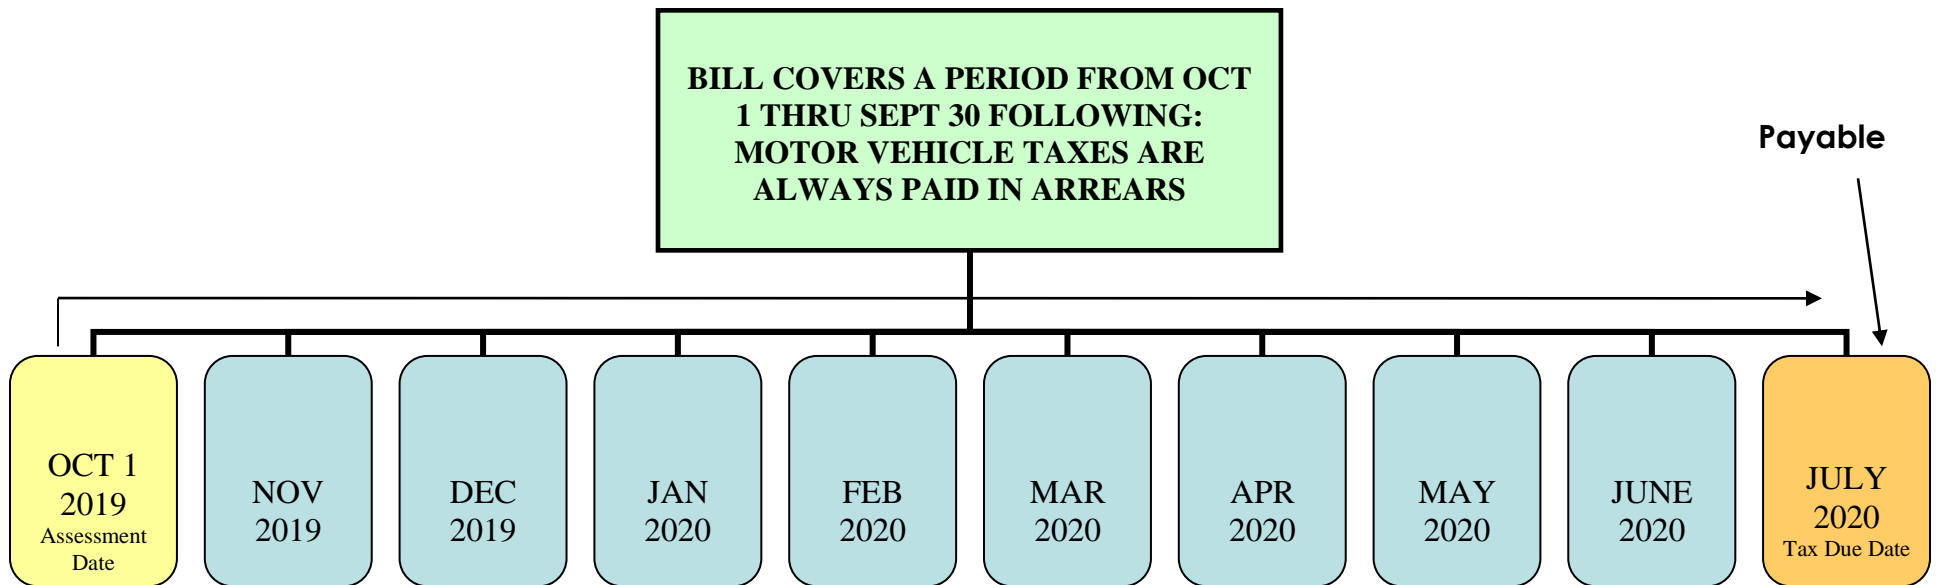 BILL COVERS A PERIOD FROM OCT
1 THRU SEPT 30 FOLLOWING:
MOTOR VEHICLE TAXES ARE
ALWAYS PAID IN ARREARS
Payable
OCT 1
2019
Assessment
Date
NOV
2019
DEC
2019
JAN
2020
FEB
2020
MAR
2020
APR
2020
MAY
2020
JUNE
2020
JULY
2020
Tax Due Date